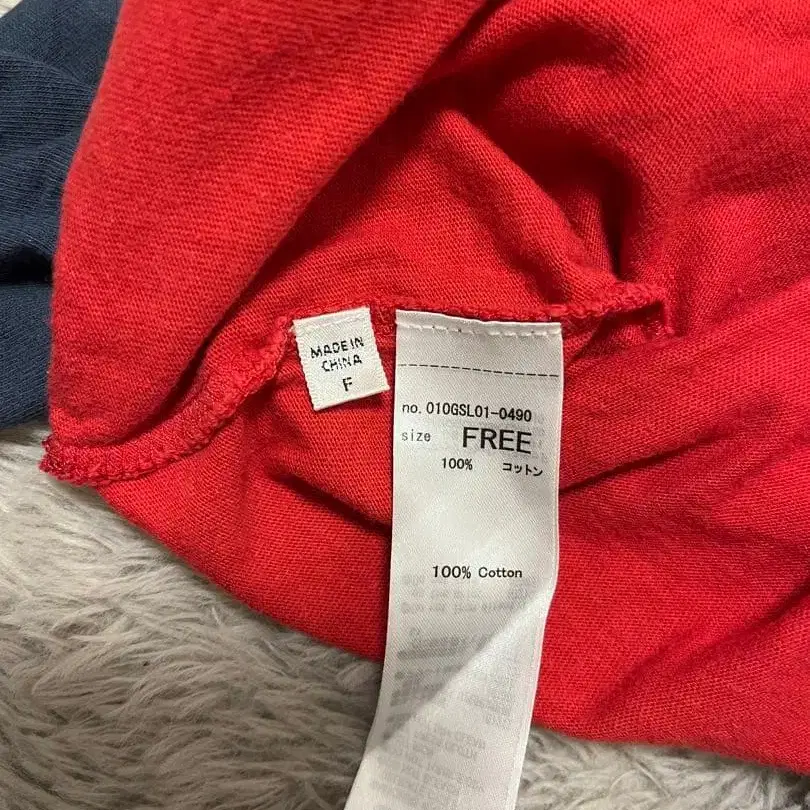 MADE IN
CHINA
F
no. 010GSL01-0490
size FREE
100% コットン
100% Cotton